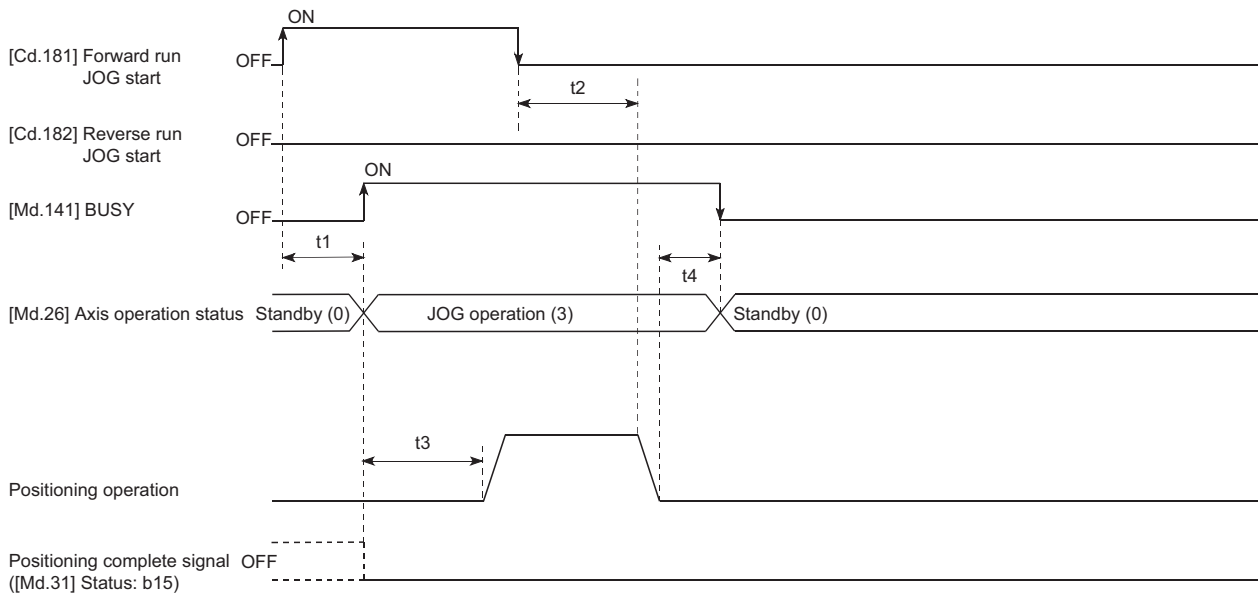 ON
[Cd.181] Forward run
JOG start
OFF
t2
[Cd.182] Reverse run
JOG start
OFF
ON
[Md.141] BUSY
OFF
t1
t4
[Md.26] Axis operation status
Standby (0)
JOG operation (3)
Standby (0)
t3
Positioning operation
Positioning complete signal
OFF
([Md.31] Status: b15)